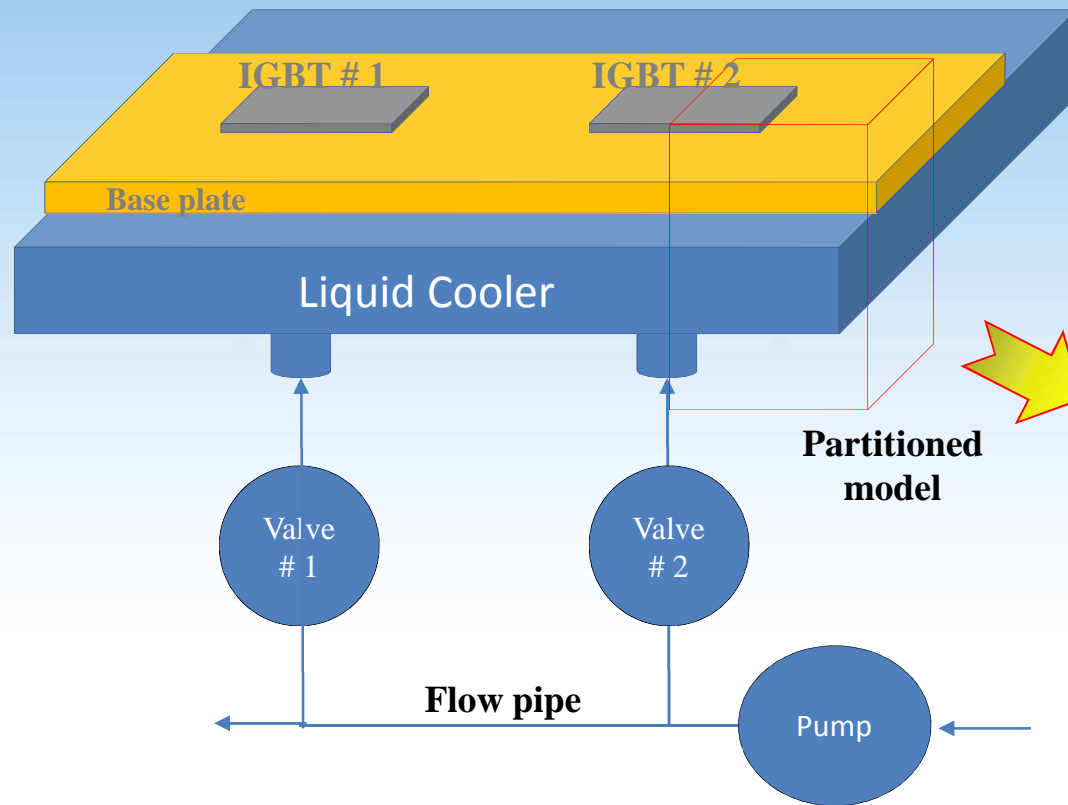 IGBT # 1
IGBT # 2
Base plate
Liquid Cooler
Partitioned
model
Valve
# 1
Valve
# 2
Flow pipe
Pump